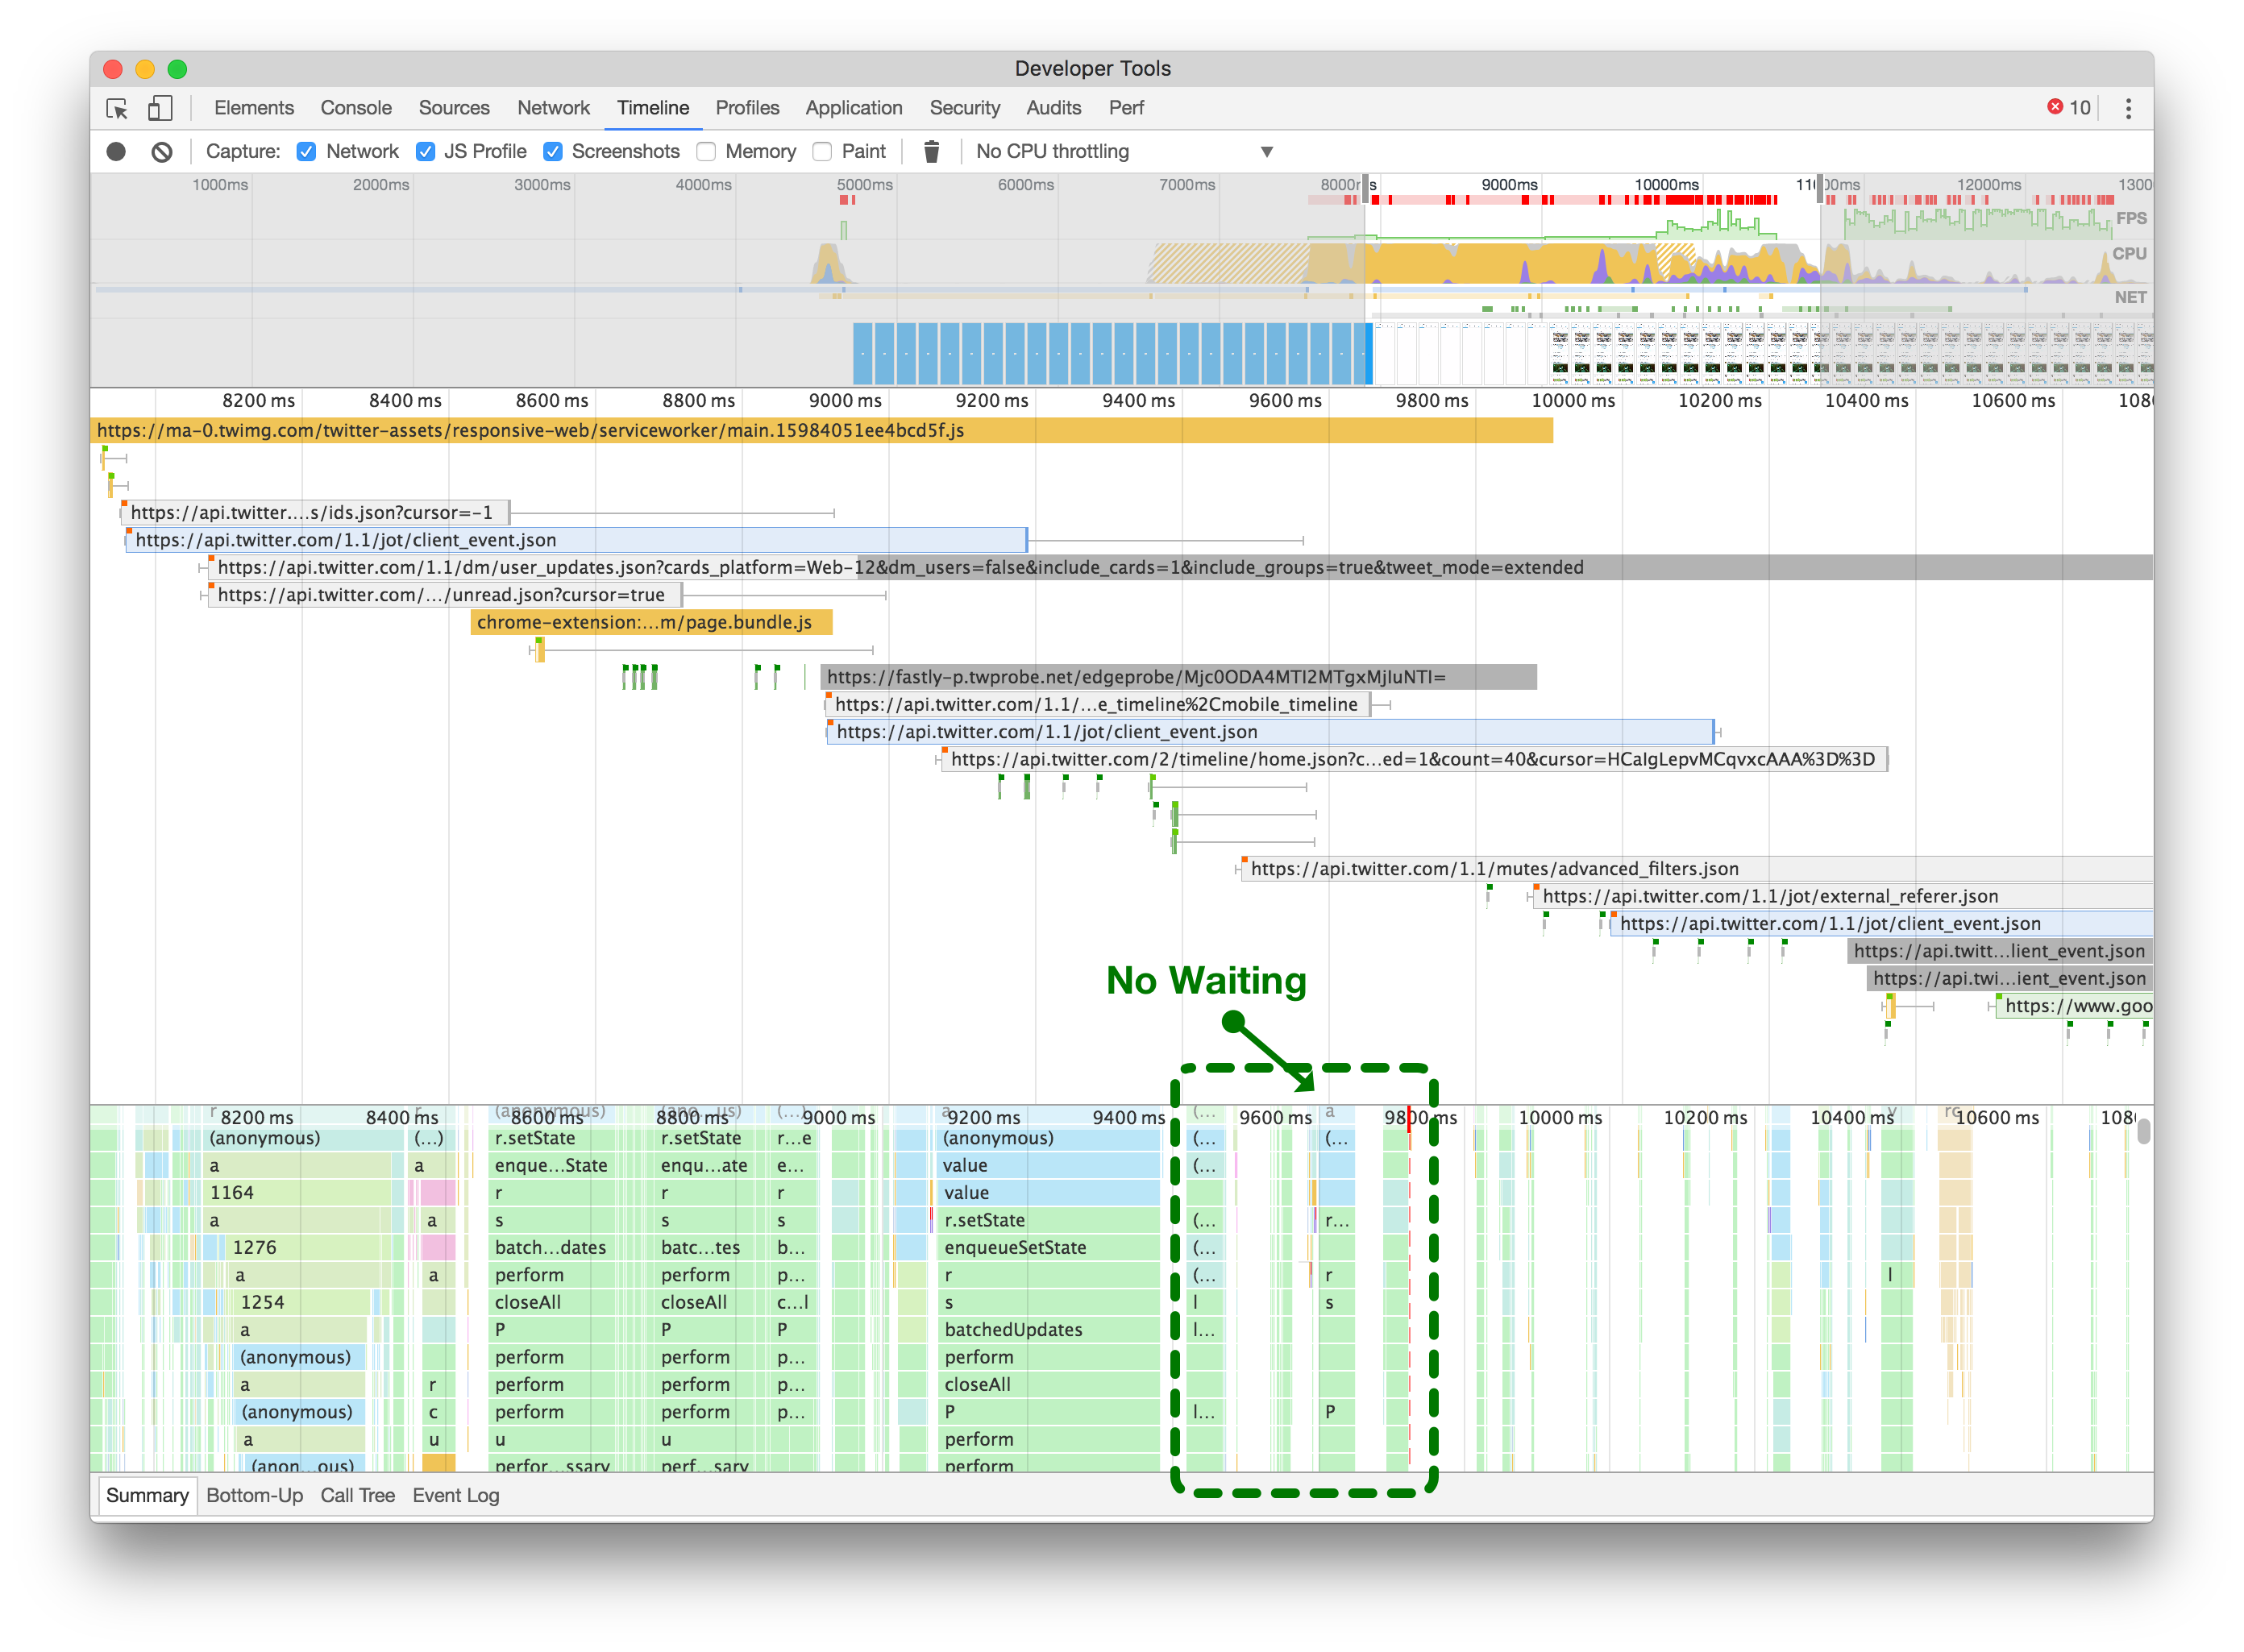 Developer Tools
Elements Console Sources Network Timeline Profiles Application Security Audits Perf 10
Capture: Network JS Profile Screenshots Memory Paint No CPU throttling
1000ms 2000ms 3000ms 4000ms 5000ms 6000ms 7000ms 9000ms 10000ms 12000ms
FPS
CPU
NET
8200 ms 8400 ms 8600 ms 8800 ms 9000 ms 9200 ms 9400 ms 9600 ms 9800 ms 10000 ms 10200 ms 10400 ms 10600 ms
https://ma-0.twimg.com/twitter-assets/responsive-web/serviceworker/main.15984051ee4bcd5f.js
https://api.twitter....s/ids.json?cursor=-1
https://api.twitter.com/1.1/jot/client_event.json
https://api.twitter.com/1.1/dm/user_updates.json?cards_platform=Web-12&dm_users=false&include_cards=1&include_groups=true&tweet_mode=extended
https://api.twitter.com/.../unread.json?cursor=true
chrome-extension:...m/page.bundle.js
https://api.twitter.com/1.1/...e_timeline%2Cmobile_timeline
https://api.twitter.com/1.1/jot/client_event.json
https://api.twitter.com/2/timeline/home.json?c...ed=1&count=40&cursor=HCaIgLepvMCqvxcAAA%3D%3D
https://api.twitter.com/1.1/mutes/advanced_filters.json
https://api.twitter.com/1.1/jot/external_referer.json
https://api.twitter.com/1.1/jot/client_event.json
https://api.twitt...lient_event.json
https://api.twi...ient_event.json
https://www.goo
No Waiting
8200 ms 8400 ms 8600 ms 8800 ms 9000 ms 9200 ms 9400 ms 9600 ms 9800 ms 10000 ms 10200 ms 10400 ms 10600 ms
(anonymous) (...) r.setState r.setState r...e (anonymous) (... (...
a a enque...State enqu...ate e... value (...
1164 r r r value
a a s s s r.setState (... r...
1276 batch...dates batc...tes b... enqueueSetState (...
a a perform perform p... r (... r l
1254 closeAll closeAll c...l s l s
a P P P batchedUpdates l...
(anonymous) perform perform p... perform
a r perform perform p... closeAll
(anonymous) c perform perform p... P l... P
a u u u perform
(anon...ous) perfor...ssary perf...sary perform
Summary Bottom-Up Call Tree Event Log